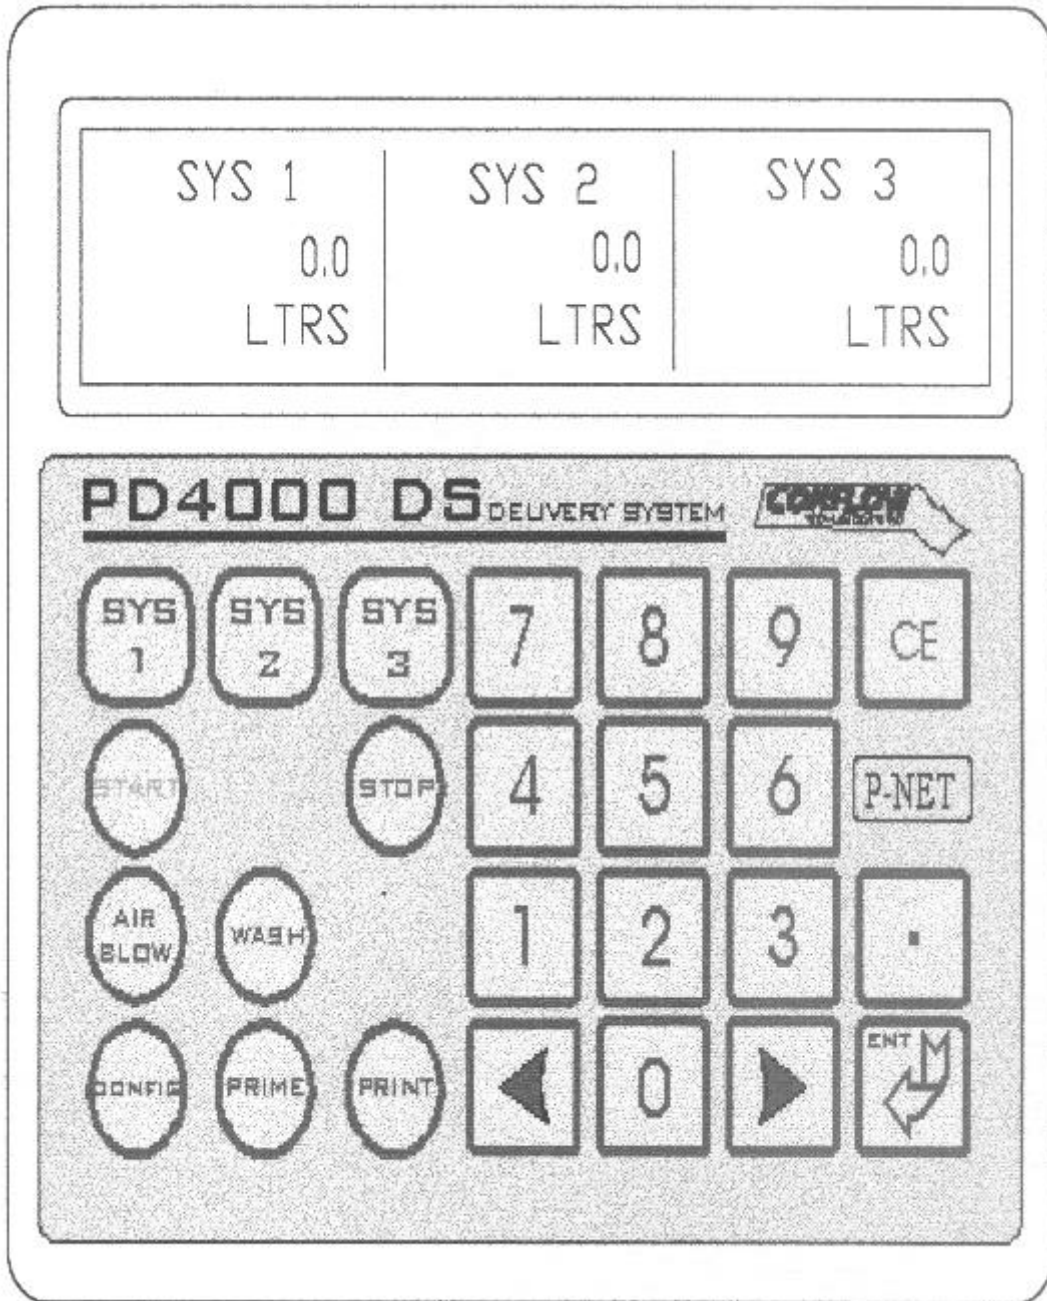 SYS 1 SYS 2 SYS 3
0.0 0.0 0.0
LTRS LTRS LTRS
PD4000 DS DELIVERY SYSTEM
SYS 1
SYS 2
SYS 3
7 8 9 CE
START STOP 4 5 6 P-NET
AIR BLOW
WASH 1 2 3 .
CONFIG PRIME PRINT 0 ENT